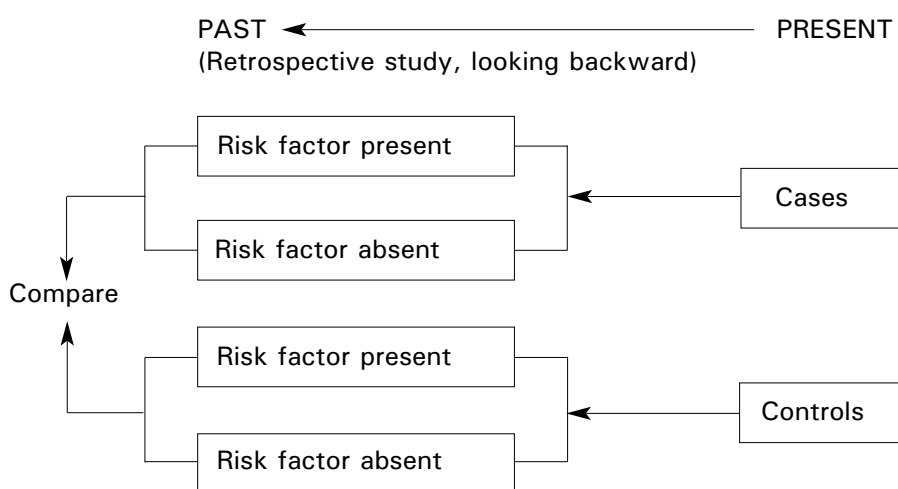 PAST PRESENT
(Retrospective study, looking backward)
Risk factor present
Cases
Risk factor absent
Compare
Risk factor present
Controls
Risk factor absent